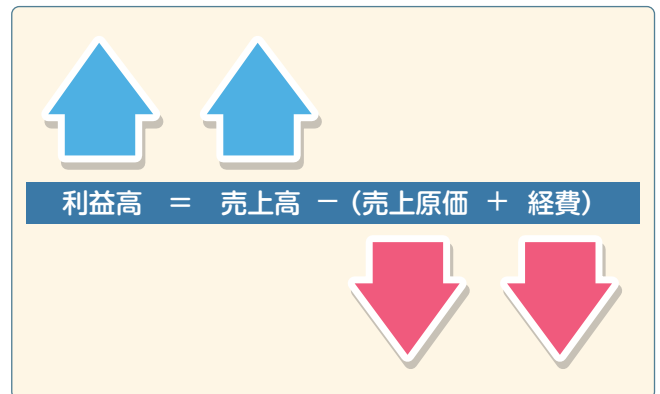 利益高 = 売上高 －（売上原価 + 経費）